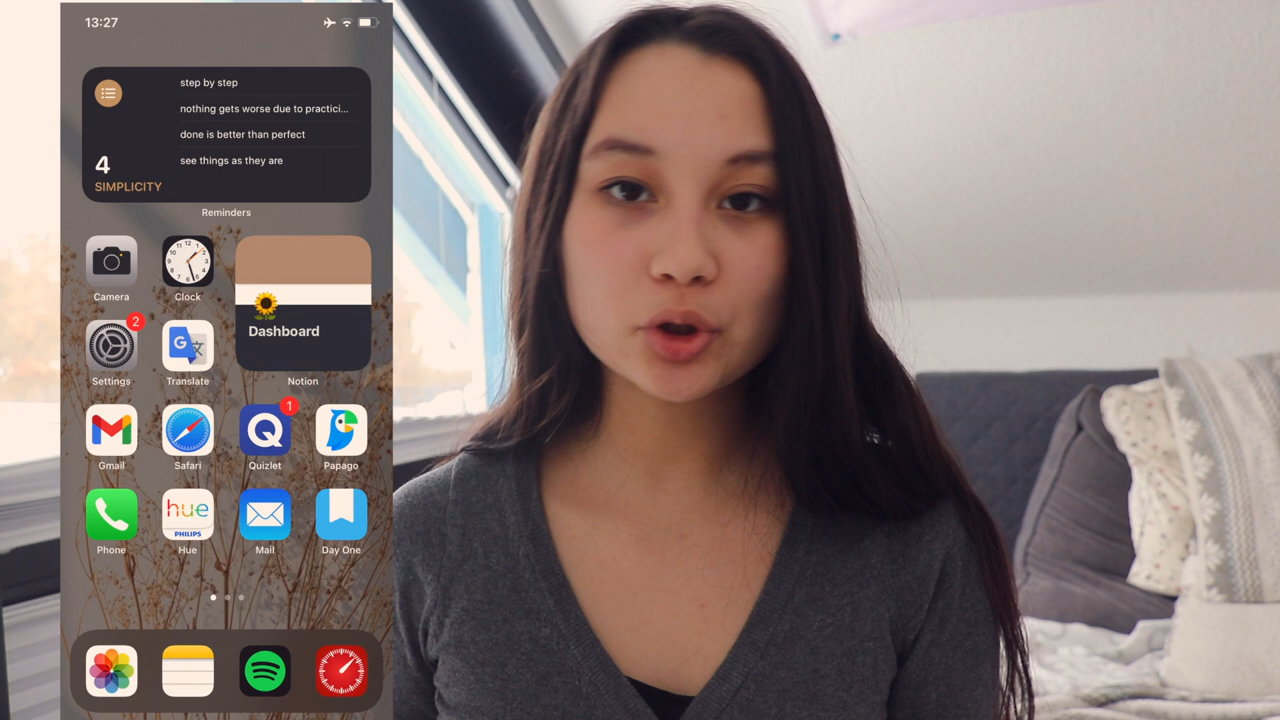 13:27
step by step
nothing gets worse due to practici...
done is better than perfect
see things as they are
4
SIMPLICITY
Reminders
Camera
Clock
Dashboard
2
Settings
Translate
Notion
1
Gmail
Safari
Quizlet
Papago
hue
PHILIPS
Phone
Hue
Mail
Day One